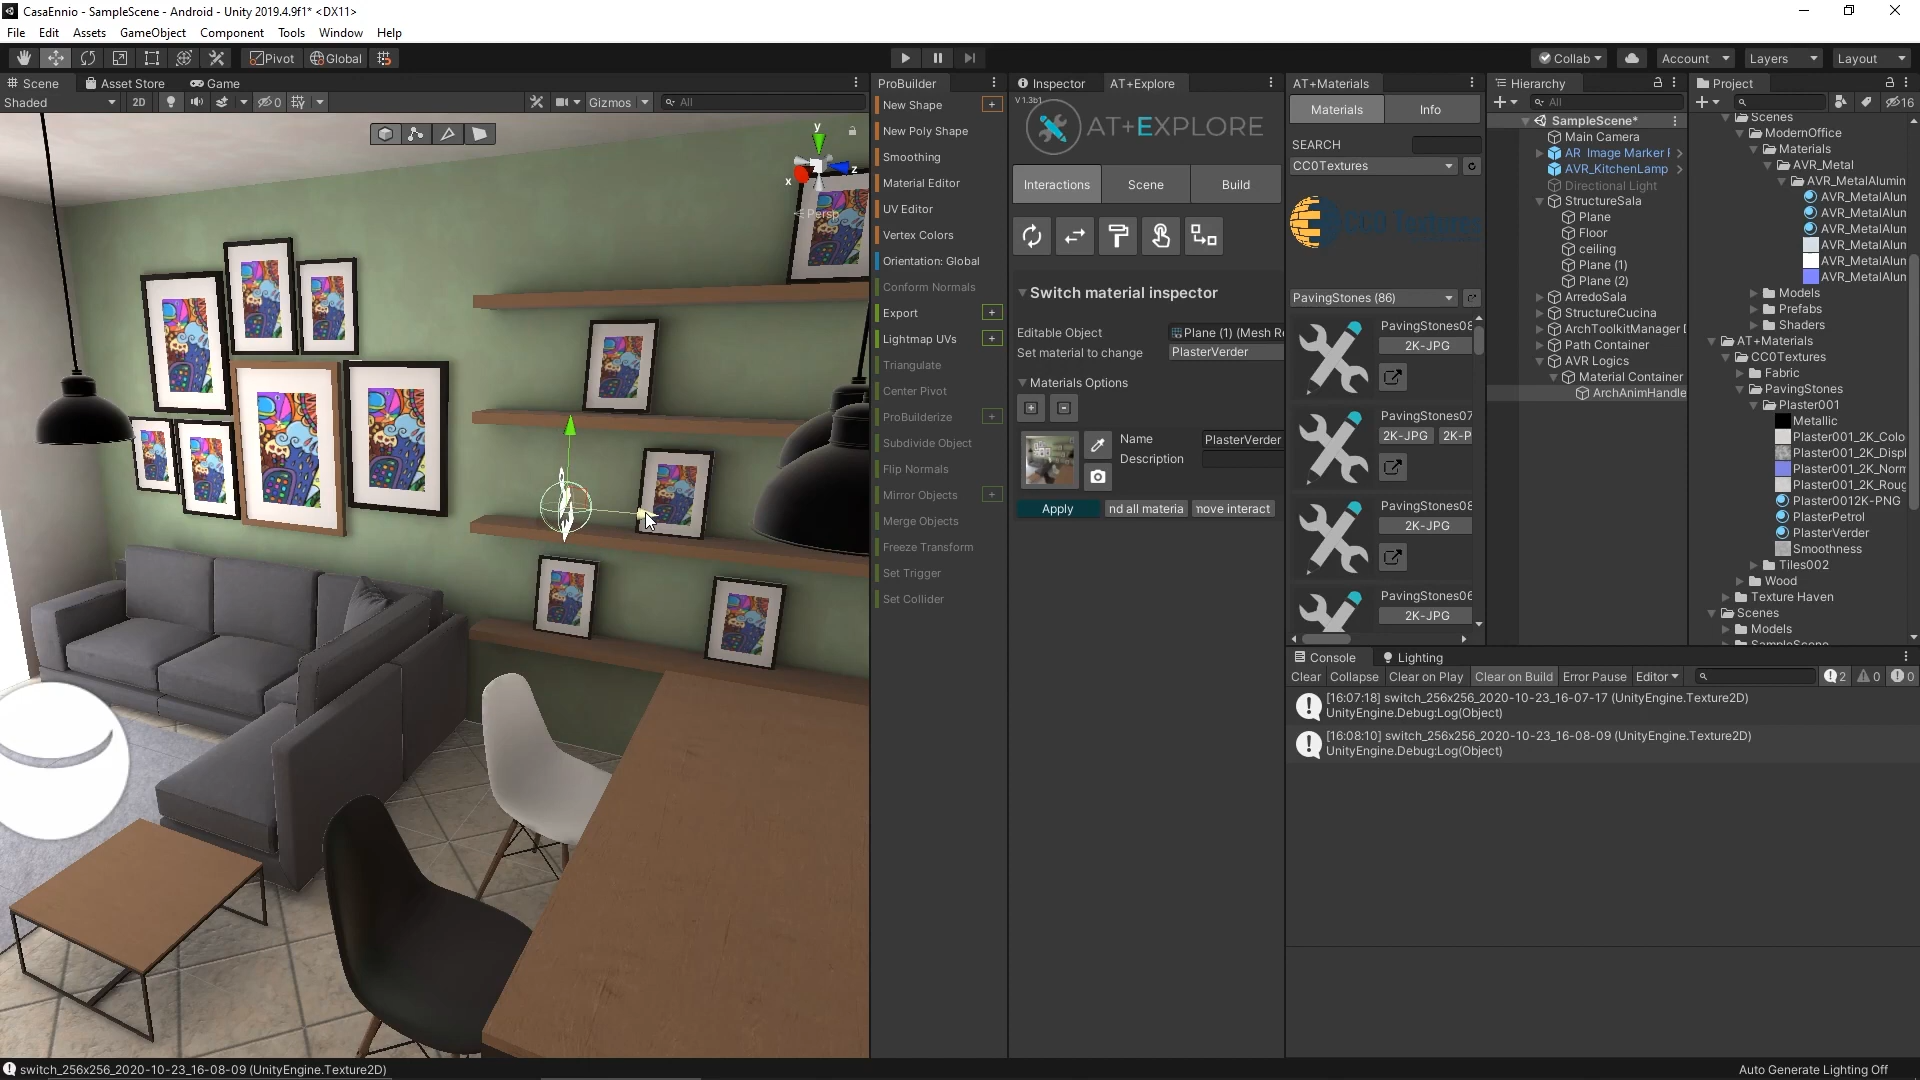 CasaEnnio - SampleScene - Android - Unity 2019.4.9f1* <DX11>
File Edit Assets GameObject Component Tools Window Help
Pivot Global
Collab Account Layers Layout
Scene Asset Store Game
Shaded 2D 0 Gizmos All
y
x
z
Persp
ProBuilder
New Shape
New Poly Shape
Smoothing
Material Editor
UV Editor
Vertex Colors
Orientation: Global
Conform Normals
Export
Lightmap UVs
Triangulate
Center Pivot
ProBuilderize
Subdivide Object
Flip Normals
Mirror Objects
Merge Objects
Freeze Transform
Set Trigger
Set Collider
Inspector AT+Explore
V 1.3b1
AT+EXPLORE
Interactions Scene Build
Switch material inspector
Editable Object Plane (1) (Mesh Re
Set material to change PlasterVerder
Materials Options
Name PlasterVerder
Description
Apply nd all materia move interact
AT+Materials
Materials Info
SEARCH
CC0Textures
CC0 Textures
PavingStones (86)
PavingStones08
2K-JPG
PavingStones07
2K-JPG 2K-P
PavingStones08
2K-JPG
PavingStones06
2K-JPG
Hierarchy
All
SampleScene*
Main Camera
AR Image Marker
AVR_KitchenLamp
Directional Light
StructureSala
Plane
Floor
ceiling
Plane (1)
Plane (2)
ArredoSala
StructureCucina
ArchToolkitManager
Path Container
AVR Logics
Material Container
ArchAnimHandle
Project
16
Scenes
ModernOffice
Materials
AVR_Metal
AVR_MetalAlumin
AVR_MetalAlun
AVR_MetalAlun
AVR_MetalAlun
AVR_MetalAlun
AVR_MetalAlun
AVR_MetalAlun
Models
Prefabs
Shaders
AT+Materials
CC0Textures
Fabric
PavingStones
Plaster001
Metallic
Plaster001_2K_Colo
Plaster001_2K_Displ
Plaster001_2K_Norm
Plaster001_2K_Roug
Plaster0012K-PNG
PlasterPetrol
PlasterVerder
Smoothness
Tiles002
Wood
Texture Haven
Scenes
Models
SampleScene
Console Lighting
Clear Collapse Clear on Play Clear on Build Error Pause Editor 2 0 0
[16:07:18] switch_256x256_2020-10-23_16-07-17 (UnityEngine.Texture2D)
UnityEngine.Debug:Log(Object)
[16:08:10] switch_256x256_2020-10-23_16-08-09 (UnityEngine.Texture2D)
UnityEngine.Debug:Log(Object)
switch_256x256_2020-10-23_16-08-09 (UnityEngine.Texture2D)
Auto Generate Lighting Off